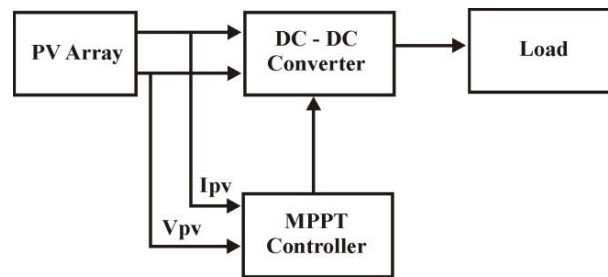 PV Array
DC - DC
Converter
Load
Ipv
Vpv
MPPT
Controller